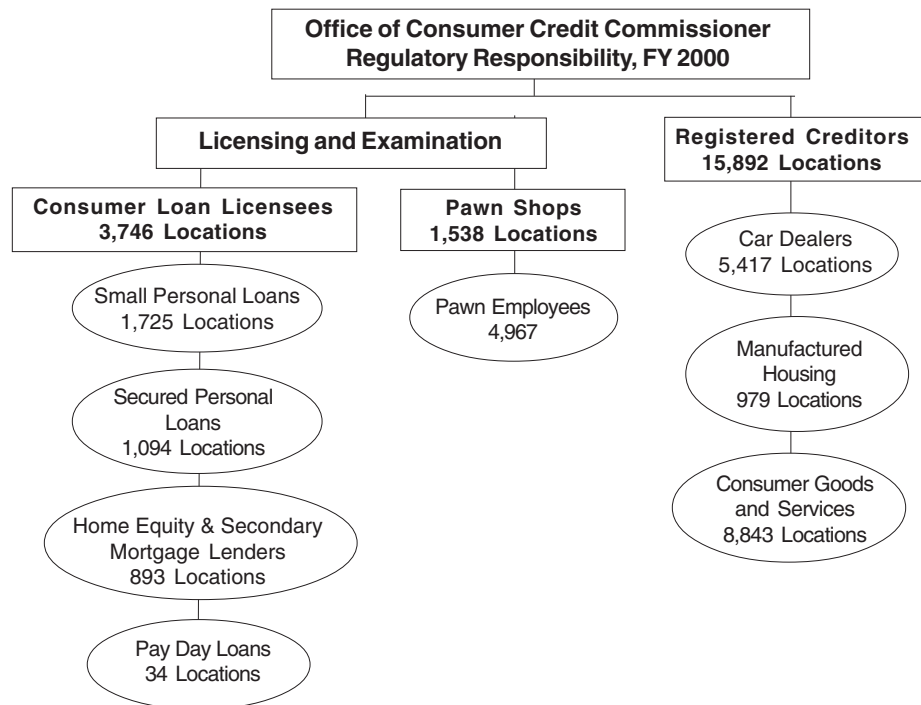 Office of Consumer Credit Commissioner
Regulatory Responsibility, FY 2000
Licensing and Examination
Registered Creditors
15,892 Locations
Consumer Loan Licensees
3,746 Locations
Pawn Shops
1,538 Locations
Car Dealers
5,417 Locations
Small Personal Loans
1,725 Locations
Pawn Employees
4,967
Manufactured
Housing
979 Locations
Secured Personal
Loans
1,094 Locations
Consumer Goods
and Services
8,843 Locations
Home Equity & Secondary
Mortgage Lenders
893 Locations
Pay Day Loans
34 Locations